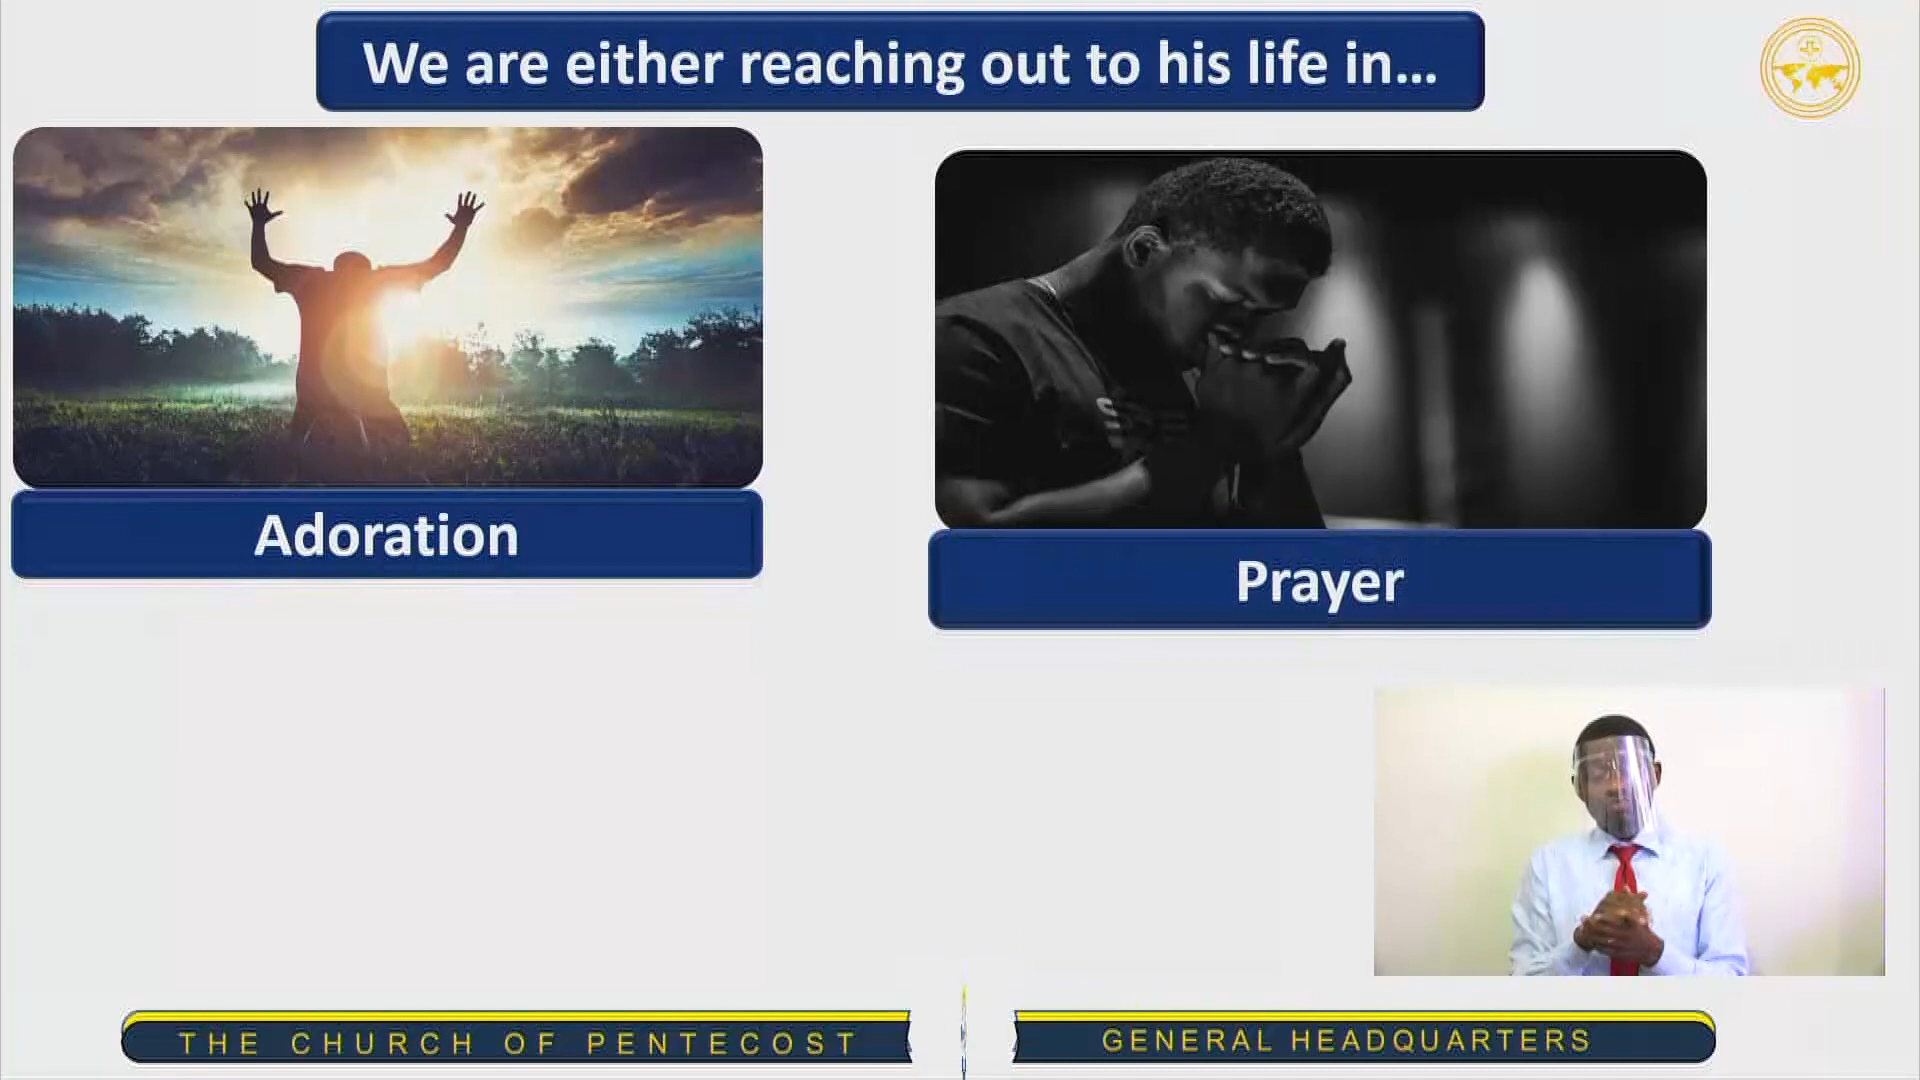 We are either reaching out to his life in...
Adoration
Prayer
THE CHURCH OF PENTECOST
GENERAL HEADQUARTERS